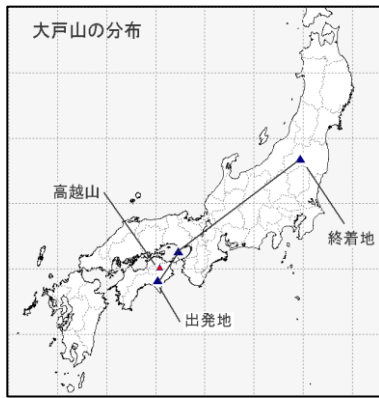 大戸山の分布
高越山
終着地
出発地